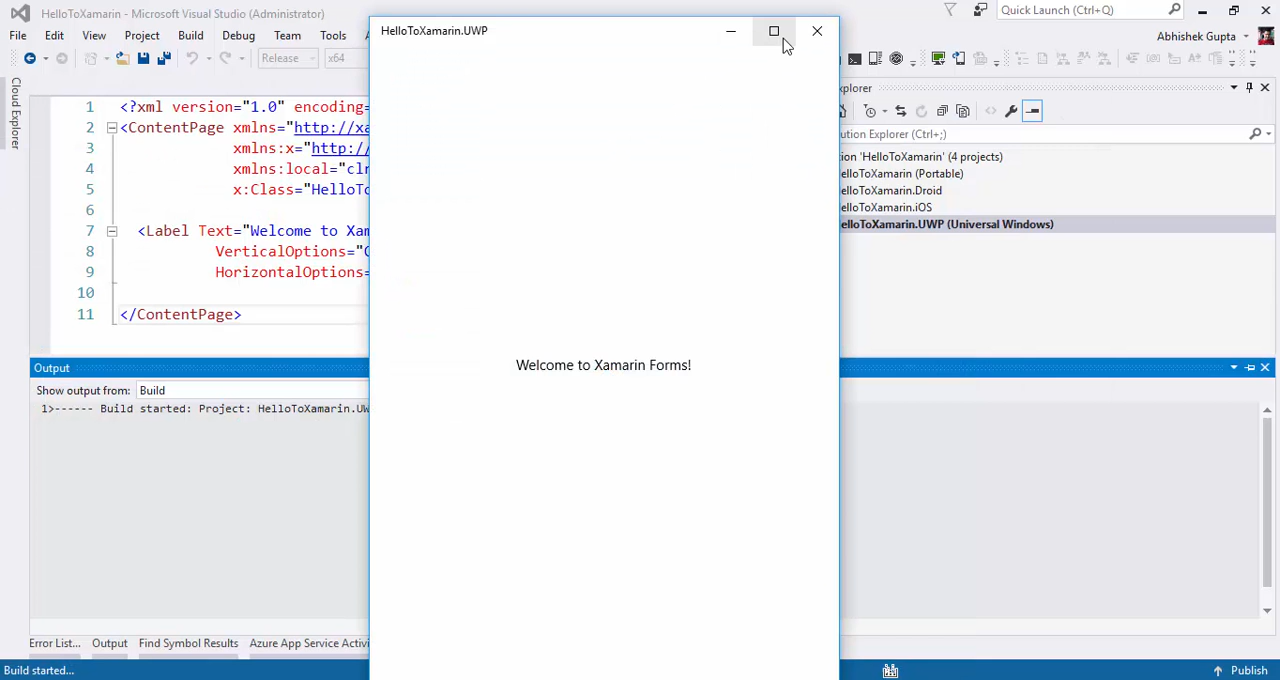 HelloToXamarin - Microsoft Visual Studio (Administrator)
Quick Launch (Ctrl+Q)
File Edit View Project Build Debug Team Tools
Abhishek Gupta
Release x64
HelloToXamarin.UWP
Cloud Explorer
1 <?xml version="1.0" encoding=
2 <ContentPage xmlns="http://xa
3 xmlns:x="http:/
4 xmlns:local="clr
5 x:Class="HelloTo
6
7 <Label Text="Welcome to Xam
8 VerticalOptions="C
9 HorizontalOptions=
10
11 </ContentPage>
Welcome to Xamarin Forms!
xplorer
ution Explorer (Ctrl+;)
ion 'HelloToXamarin' (4 projects)
elloToXamarin (Portable)
elloToXamarin.Droid
elloToXamarin.iOS
elloToXamarin.UWP (Universal Windows)
Output
Show output from: Build
1>------ Build started: Project: HelloToXamarin.UW
Error List... Output Find Symbol Results Azure App Service Activi
Build started...
Publish